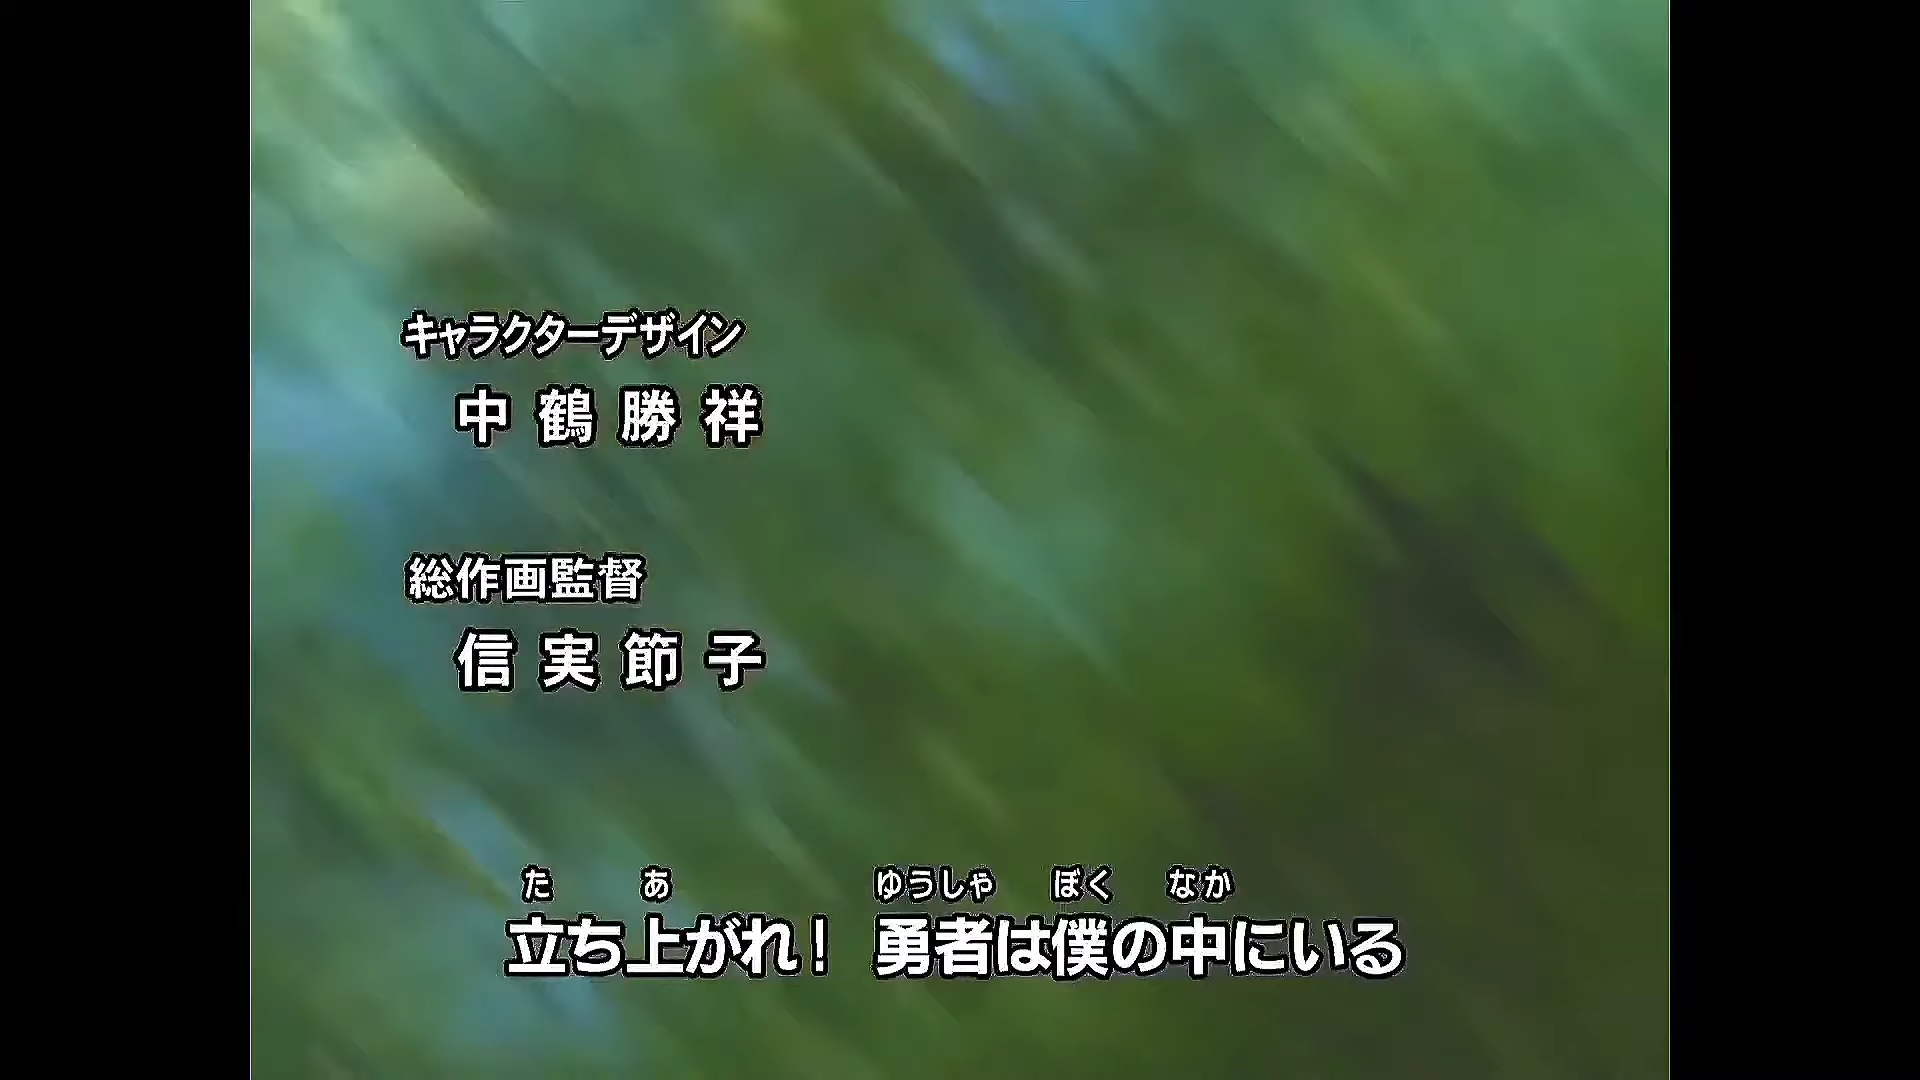 キャラクターデザイン
中鶴勝祥
総作画監督
信実節子
た あ ゆうしゃ ぼく なか
立ち上がれ! 勇者は僕の中にいる